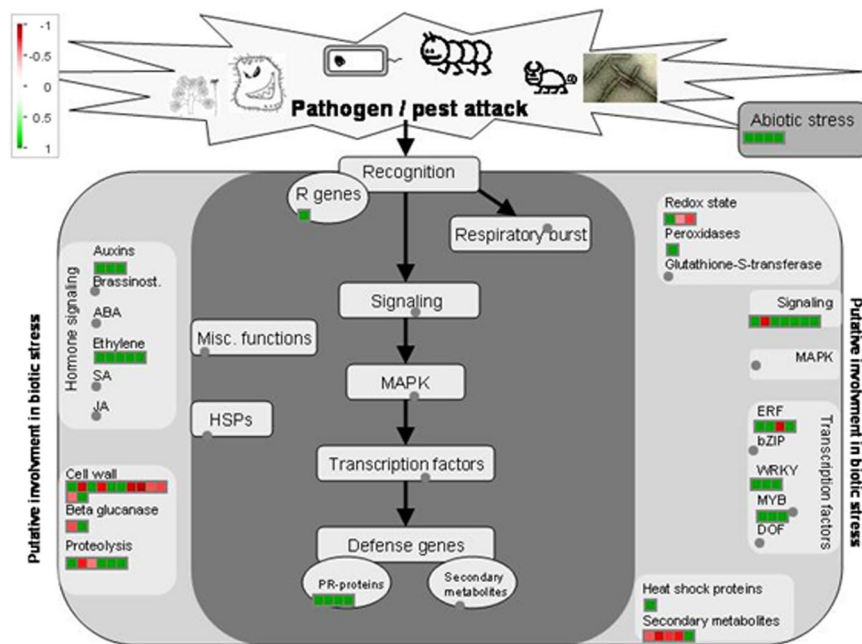 -1
-0.5
0
0.5
1
Pathogen / pest attack
Abiotic stress
Recognition
R genes
Respiratory burst
Signaling
Misc. functions
MAPK
HSPs
Transcription factors
Defense genes
PR-proteins
Secondary
metabolites
Putative involvment in biotic stress
Hormone signaling
Auxins
Brassinost.
ABA
Ethylene
SA
JA
Cell wall
Beta glucanase
Proteolysis
Redox state
Peroxidases
Glutathione-S-transferase
Signaling
MAPK
ERF
bZIP
WRKY
MYB
DOF
Transcription factors
Heat shock proteins
Secondary metabolites
Putative involvment in biotic stress